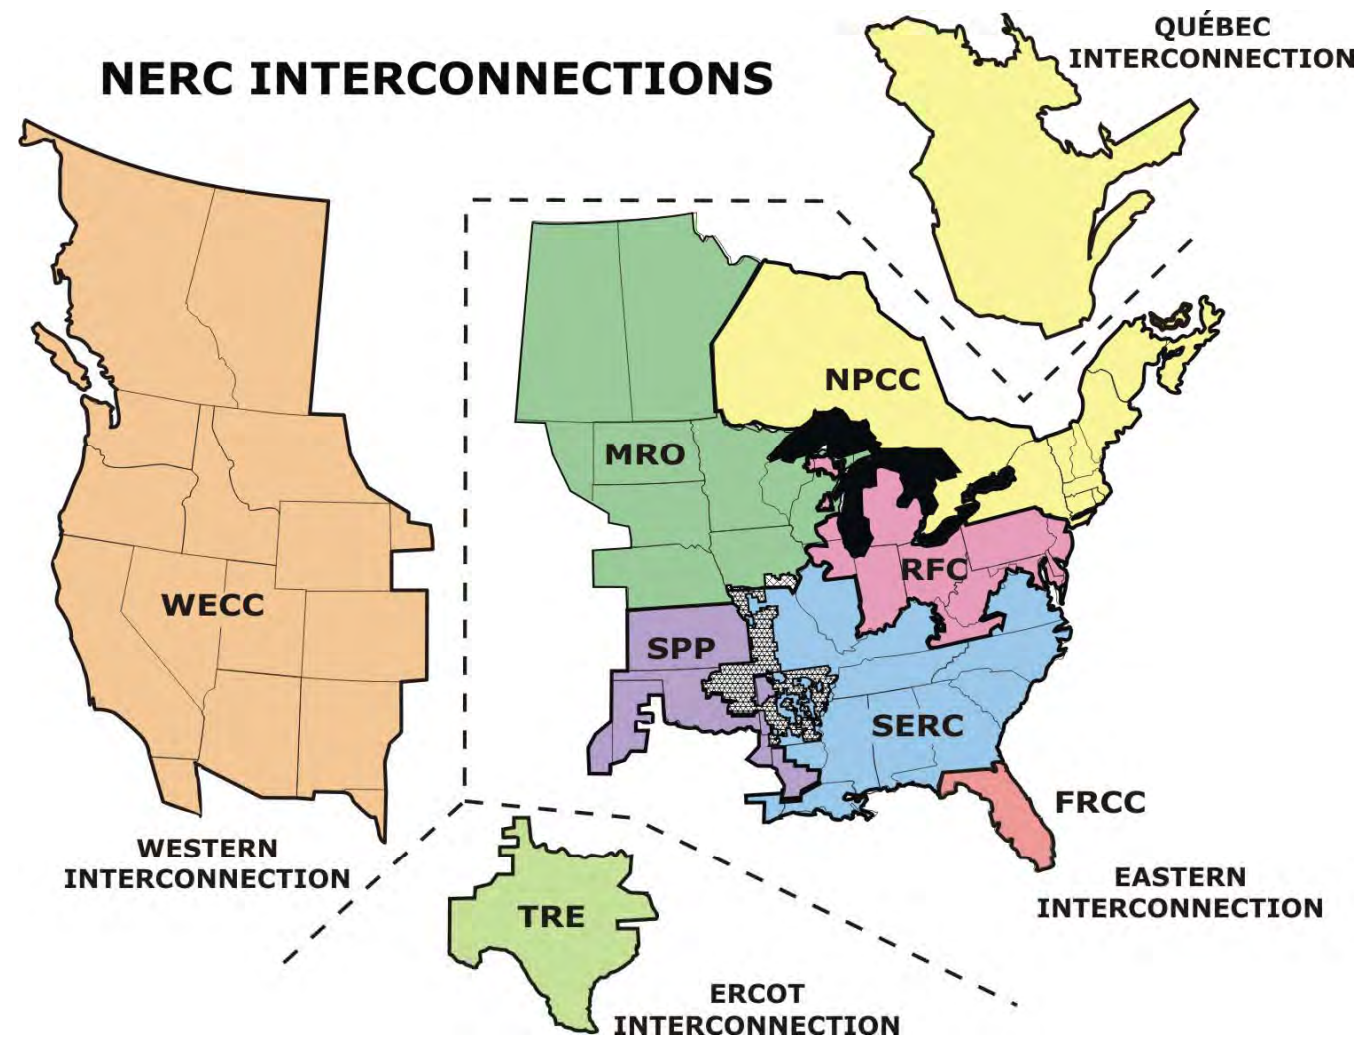 QUÉBEC
INTERCONNECTION
NERC INTERCONNECTIONS
NPCC
MRO
RFC
WECC
SPP
SERC
FRCC
WESTERN
INTERCONNECTION
EASTERN
INTERCONNECTION
TRE
ERCOT
INTERCONNECTION